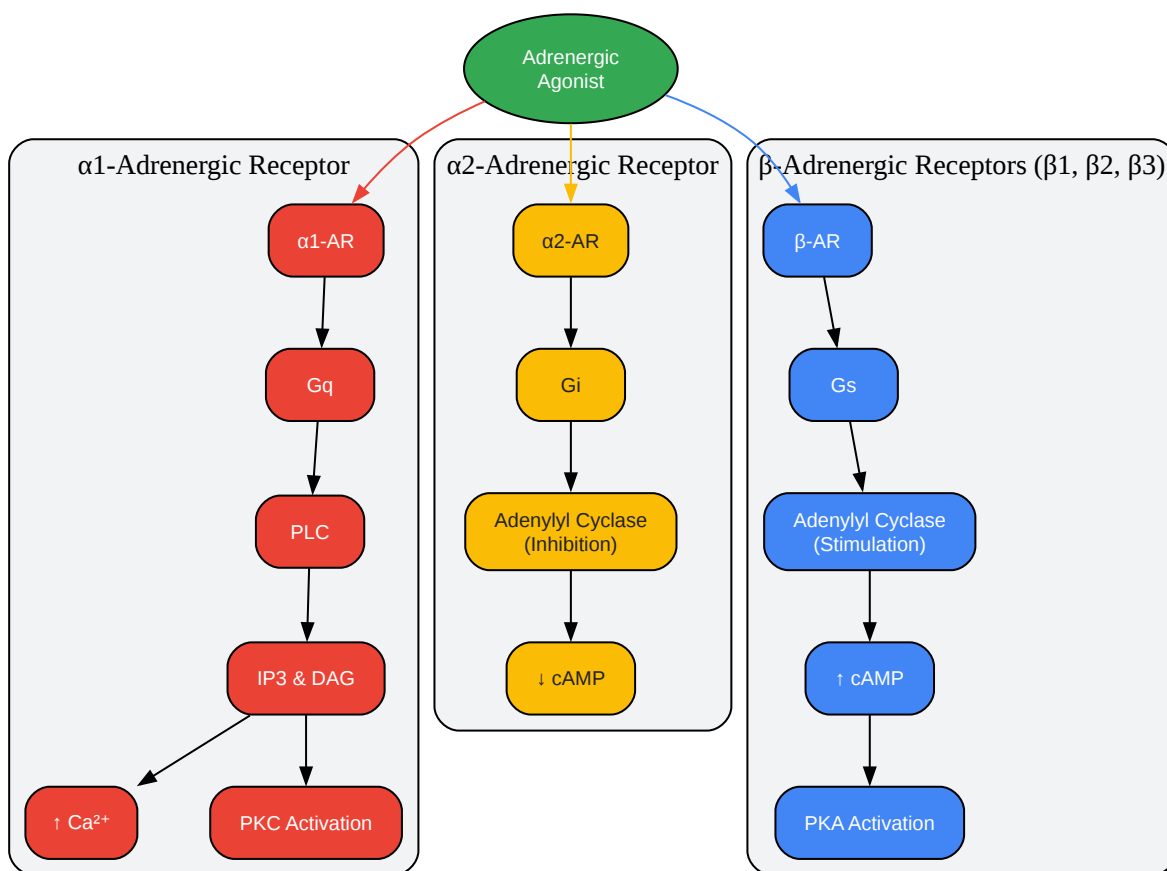 Adrenergic
Agonist
α1-Adrenergic Receptor
α2-Adrenergic Receptor
β-Adrenergic Receptors (β1, β2, β3)
α1-AR
α2-AR
β-AR
Gq
Gi
Gs
PLC
Adenylyl Cyclase
(Inhibition)
Adenylyl Cyclase
(Stimulation)
IP3 & DAG
↓ cAMP
↑ cAMP
↑ Ca²⁺
PKC Activation
PKA Activation